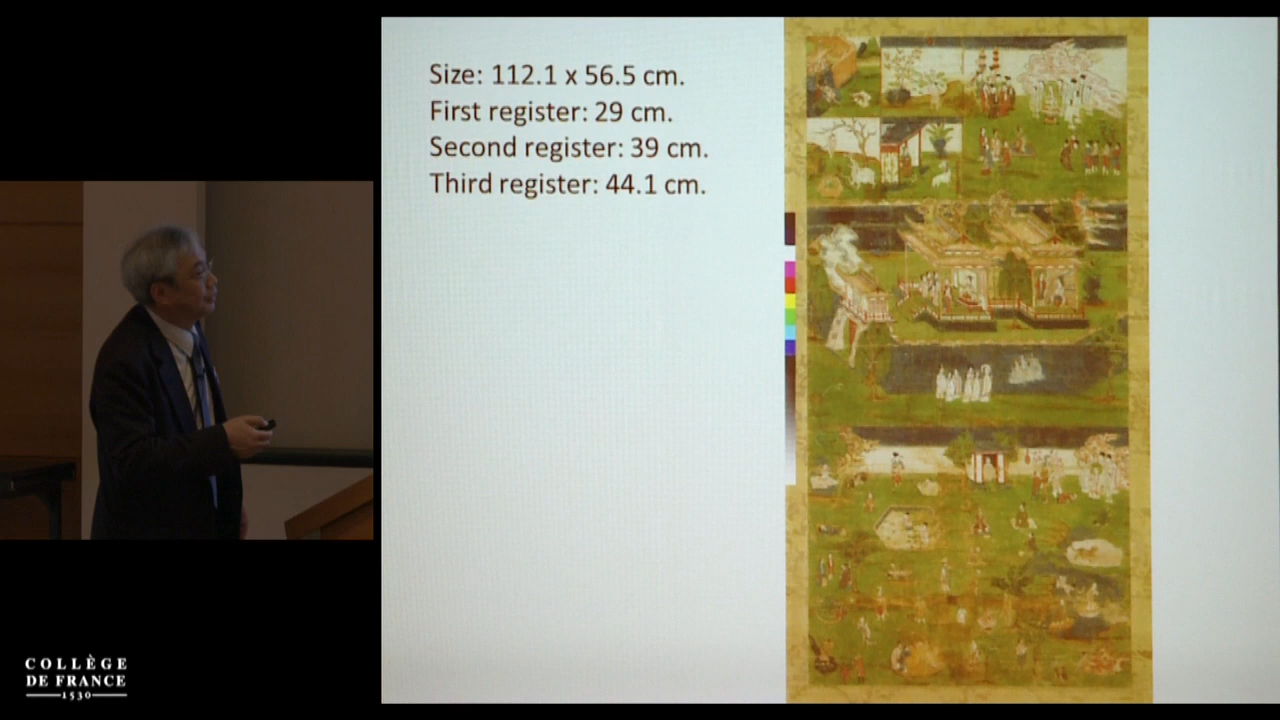 Size: 112.1 x 56.5 cm.
First register: 29 cm.
Second register: 39 cm.
Third register: 44.1 cm.
COLLÈGE
DE FRANCE
1530